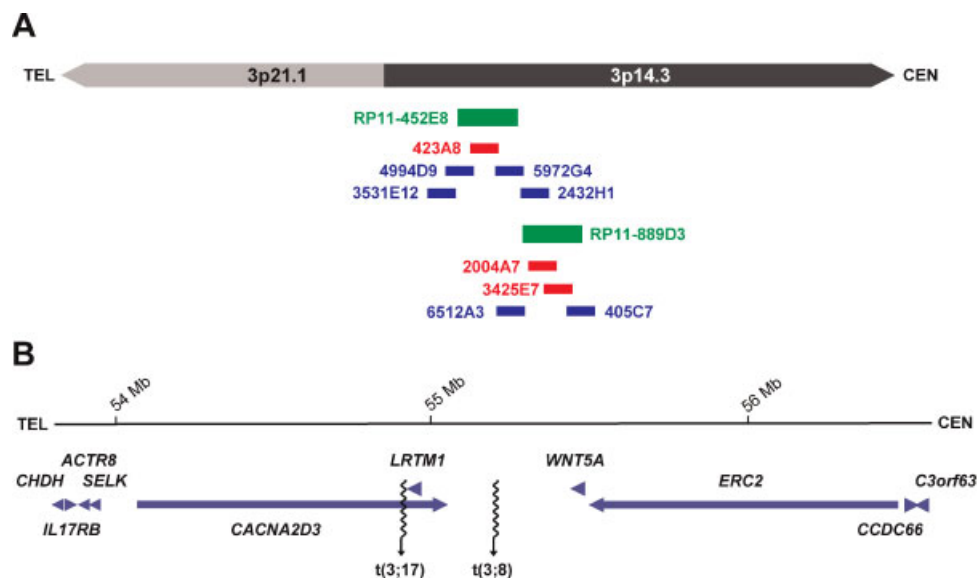 A
TEL 3p21.1 3p14.3 CEN
RP11-452E8
423A8
4994D9 5972G4
3531E12 2432H1
RP11-889D3
2004A7
3425E7
6512A3 405C7
B
54 Mb 55 Mb 56 Mb
TEL CEN
ACTR8 LRTM1 WNT5A
CHDH SELK ERC2 C3orf63
IL17RB CACNA2D3 CCDC66
t(3;17) t(3;8)